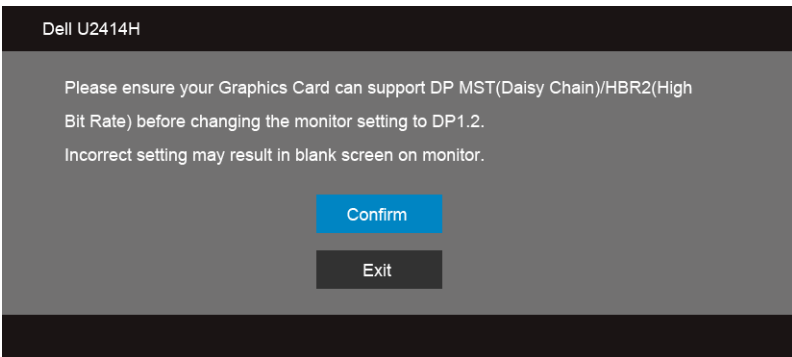 Dell U2414H
Please ensure your Graphics Card can support DP MST(Daisy Chain)/HBR2(High
Bit Rate) before changing the monitor setting to DP1.2.
Incorrect setting may result in blank screen on monitor.
Confirm
Exit